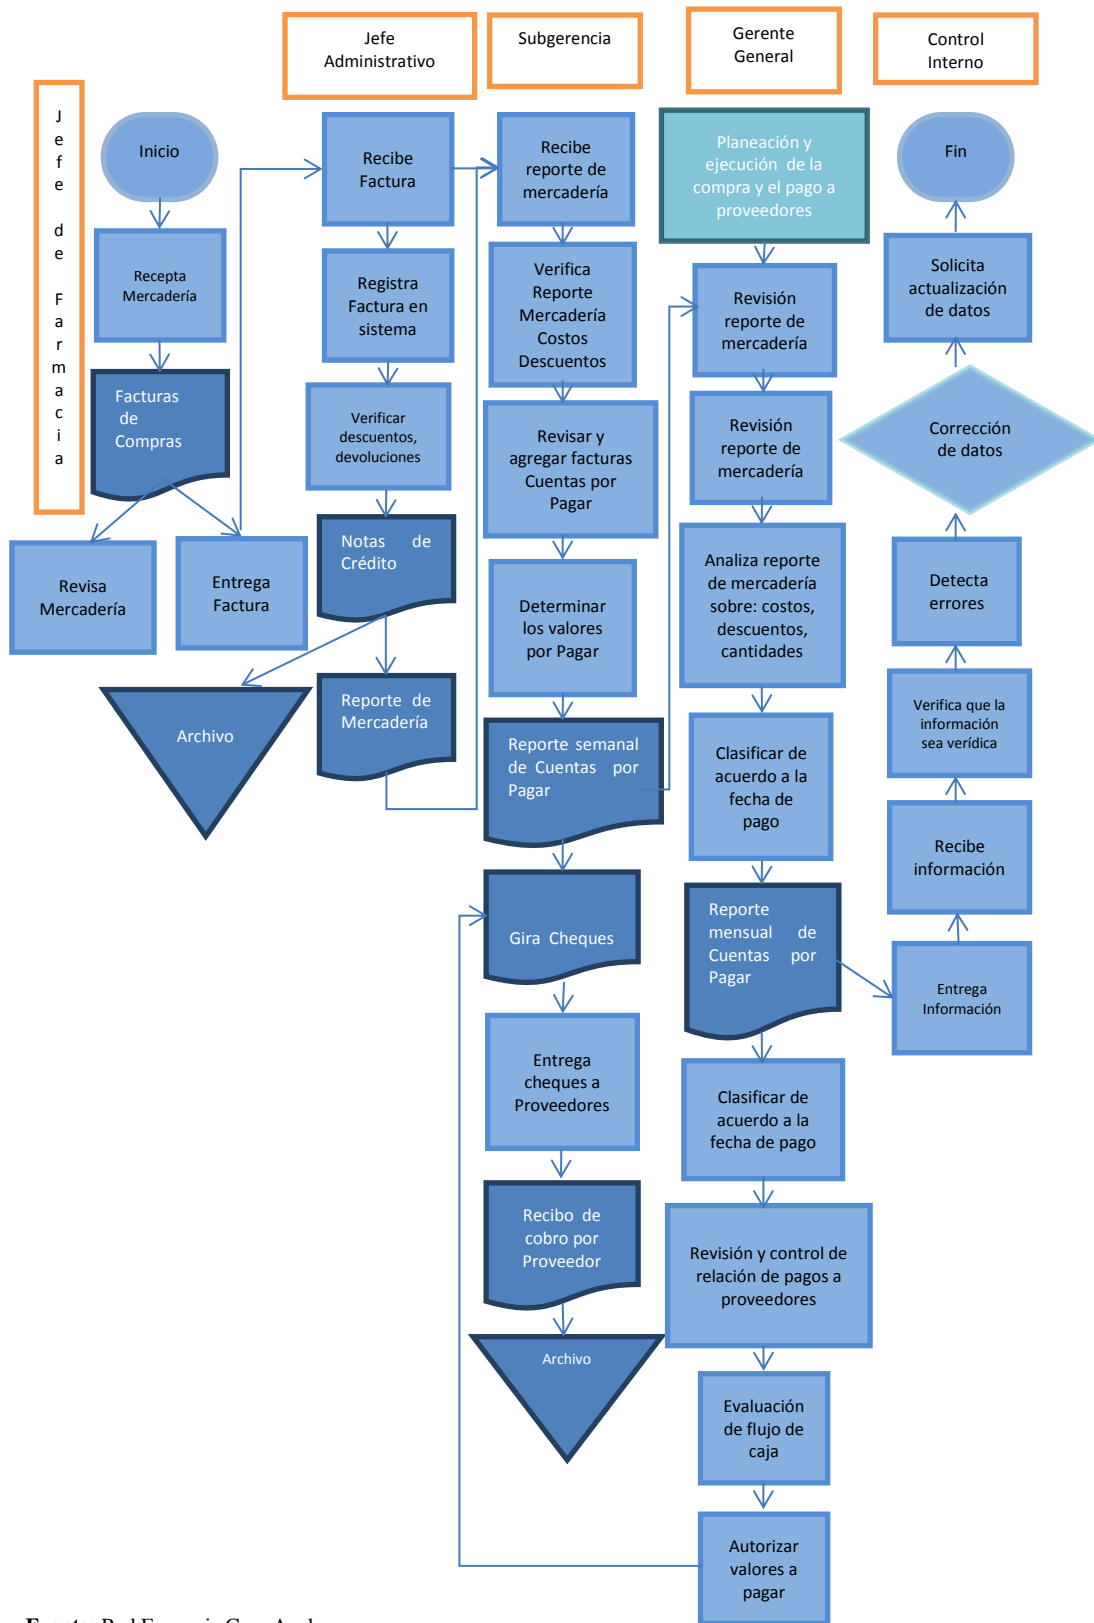 Jefe
Administrativo
Subgerencia
Gerente
General
Control
Interno
J
e
f
e
d
e
F
a
r
m
a
c
i
a
Inicio
Recepta
Mercadería
Facturas
de
Compras
Revisa
Mercadería
Entrega
Factura
Recibe
Factura
Registra
Factura en
sistema
Verificar
descuentos,
devoluciones
Notas de
Crédito
Archivo
Reporte de
Mercadería
Recibe
reporte de
mercadería
Verifica
Reporte
Mercadería
Costos
Descuentos
Revisar y
agregar facturas
Cuentas por
Pagar
Determinar
los valores
por Pagar
Reporte semanal
de Cuentas por
Pagar
Gira Cheques
Entrega
cheques a
Proveedores
Recibo de
cobro por
Proveedor
Archivo
Planeación y
ejecución de la
compra y el pago a
proveedores
Revisión
reporte de
mercadería
Revisión
reporte de
mercadería
Analiza reporte
de mercadería
sobre: costos,
descuentos,
cantidades
Clasificar de
acuerdo a la
fecha de
pago
Reporte
mensual de
Cuentas por
Pagar
Clasificar de
acuerdo a la
fecha de pago
Revisión y control de
relación de pagos a
proveedores
Evaluación
de flujo de
caja
Autorizar
valores a
pagar
Fin
Solicita
actualización
de datos
Corrección
de datos
Detecta
errores
Verifica que la
información
sea verídica
Recibe
información
Entrega
Información